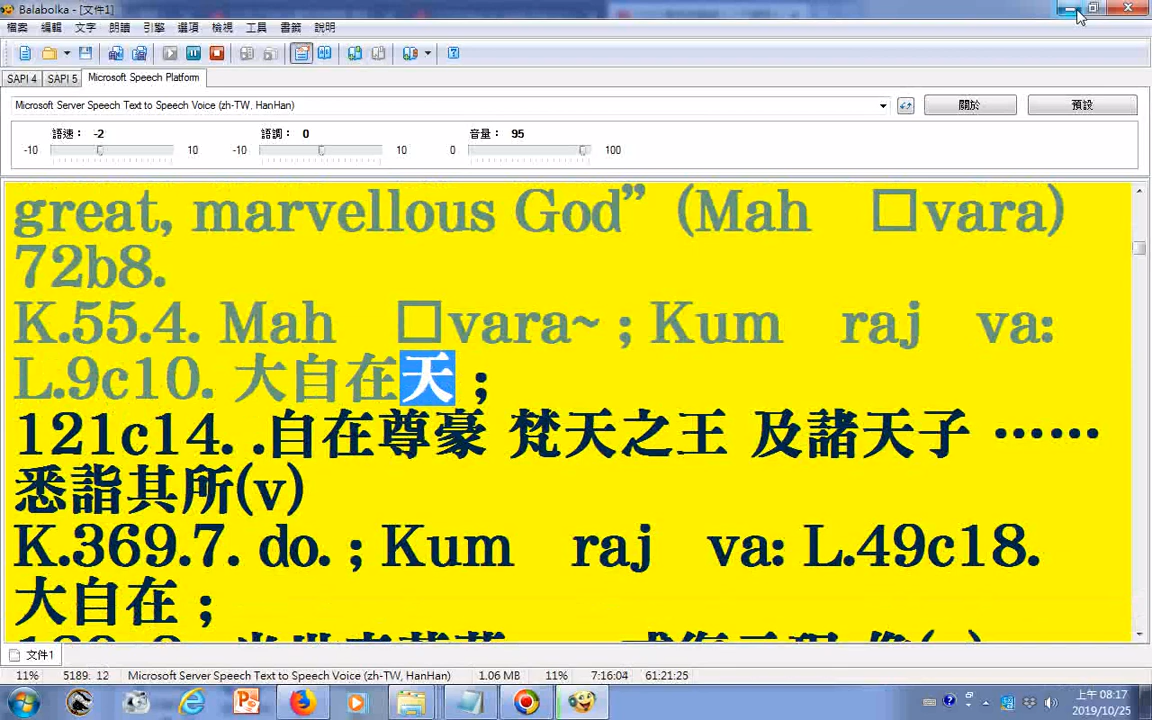 Balabolka - [文件1]
檔案 編輯 文字 朗讀 引擎 選項 檢視 工具 書籤 說明
SAPI 4 SAPI 5 Microsoft Speech Platform
Microsoft Server Speech Text to Speech Voice (zh-TW, HanHan) 關於 預設
語速： -2 語調： 0 音量： 95
-10 10 -10 10 0 100
great, marvellous God” (Mah □vara)
72b8.
K.55.4. Mah □vara~ ; Kum raj va:
L.9c10. 大自在天 ;
121c14. .自在尊豪 梵天之王 及諸天子 ⋯⋯
悉詣其所(v)
K.369.7. do. ; Kum raj va: L.49c18.
大自在 ;
文件1
11% 5189. 12 Microsoft Server Speech Text to Speech Voice (zh-TW, HanHan) 1.06 MB 11% 7:16:04 61:21:25
上午 08:17
2019/10/25